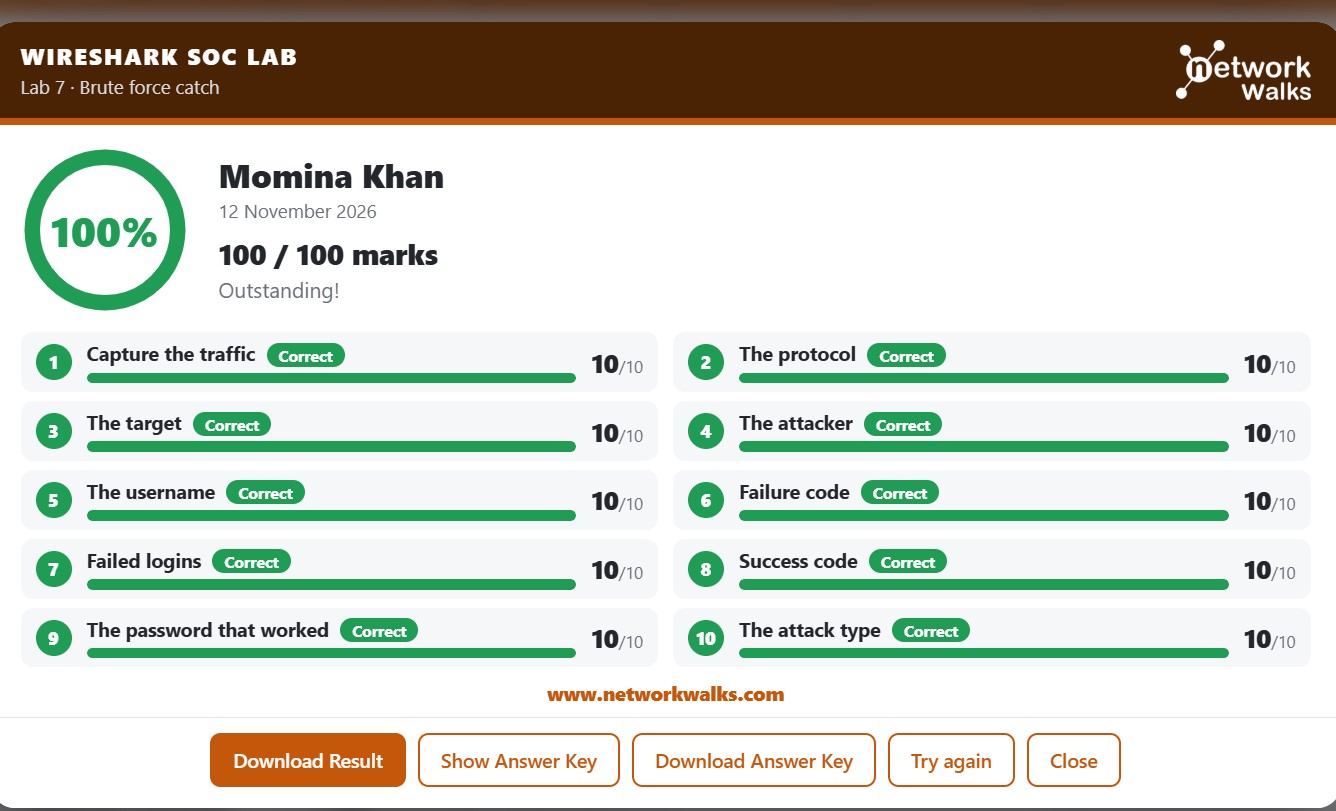 WIRESHARK SOC LAB
Lab 7 · Brute force catch
network
Walks
100%
Momina Khan
12 November 2026
100 / 100 marks
Outstanding!
1 Capture the traffic Correct 10/10
2 The protocol Correct 10/10
3 The target Correct 10/10
4 The attacker Correct 10/10
5 The username Correct 10/10
6 Failure code Correct 10/10
7 Failed logins Correct 10/10
8 Success code Correct 10/10
9 The password that worked Correct 10/10
10 The attack type Correct 10/10
www.networkwalks.com
Download Result Show Answer Key Download Answer Key Try again Close